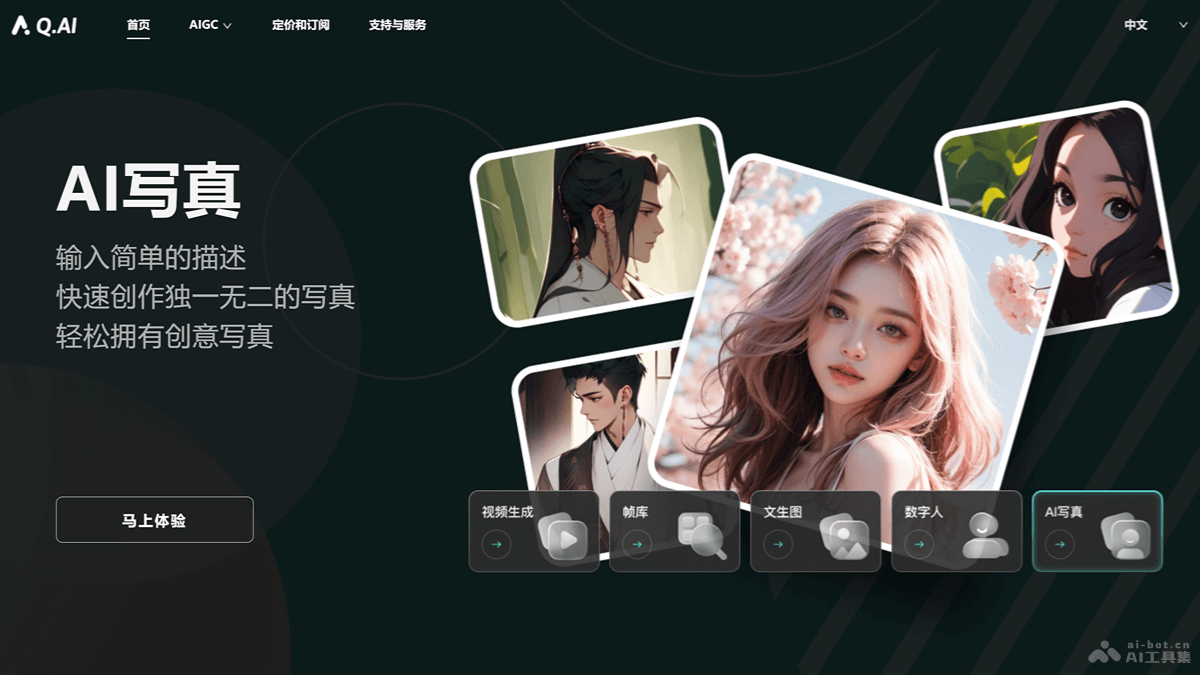 Q.AI
首页
AIGC
定价和订阅
支持与服务
中文
AI写真
输入简单的描述
快速创作独一无二的写真
轻松拥有创意写真
马上体验
视频生成
帧库
文生图
数字人
AI写真
ai-bot.cn
AI工具集